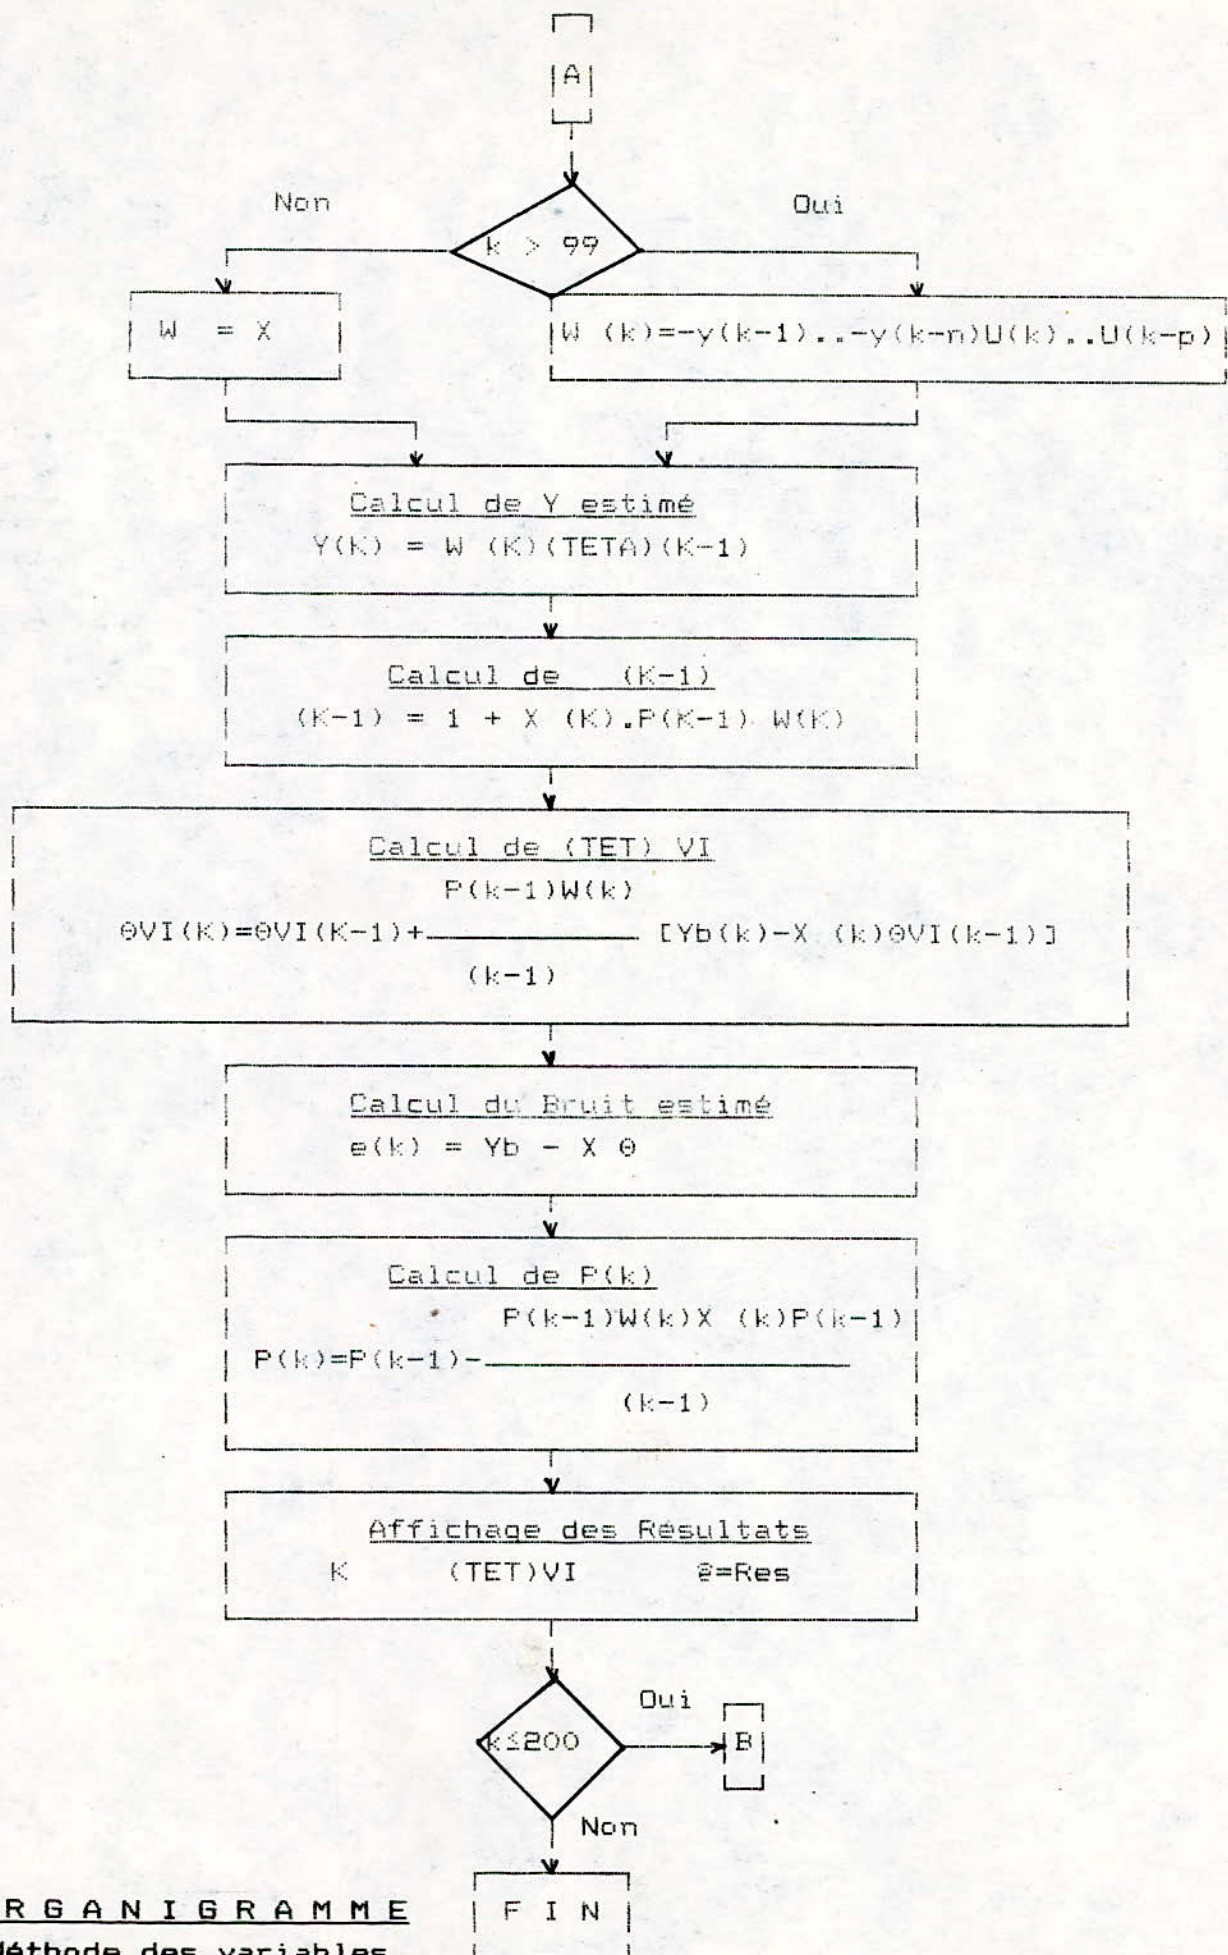 A
Non
Oui
k > 99
W = X
W (k)=-y(k-1)..-y(k-n)U(k)..U(k-p)
Calcul de Y estimé
Y(K) = W (K)(TETA)(K-1)
Calcul de (K-1)
(K-1) = 1 + X (K).P(K-1) W(K)
Calcul de (TET) VI
P(k-1)W(k)
ΘVI(K)=ΘVI(K-1)+ [Yb(k)-X (k)ΘVI(k-1)]
(k-1)
Calcul du Bruit estimé
e(k) = Yb - X Θ
Calcul de P(k)
P(k-1)W(k)X (k)P(k-1)
P(k)=P(k-1)-
(k-1)
Affichage des Résultats
K (TET)VI ê=Res
Oui
k≤200
B
Non
F I N
R G A N I G R A M M E
éthode des variables